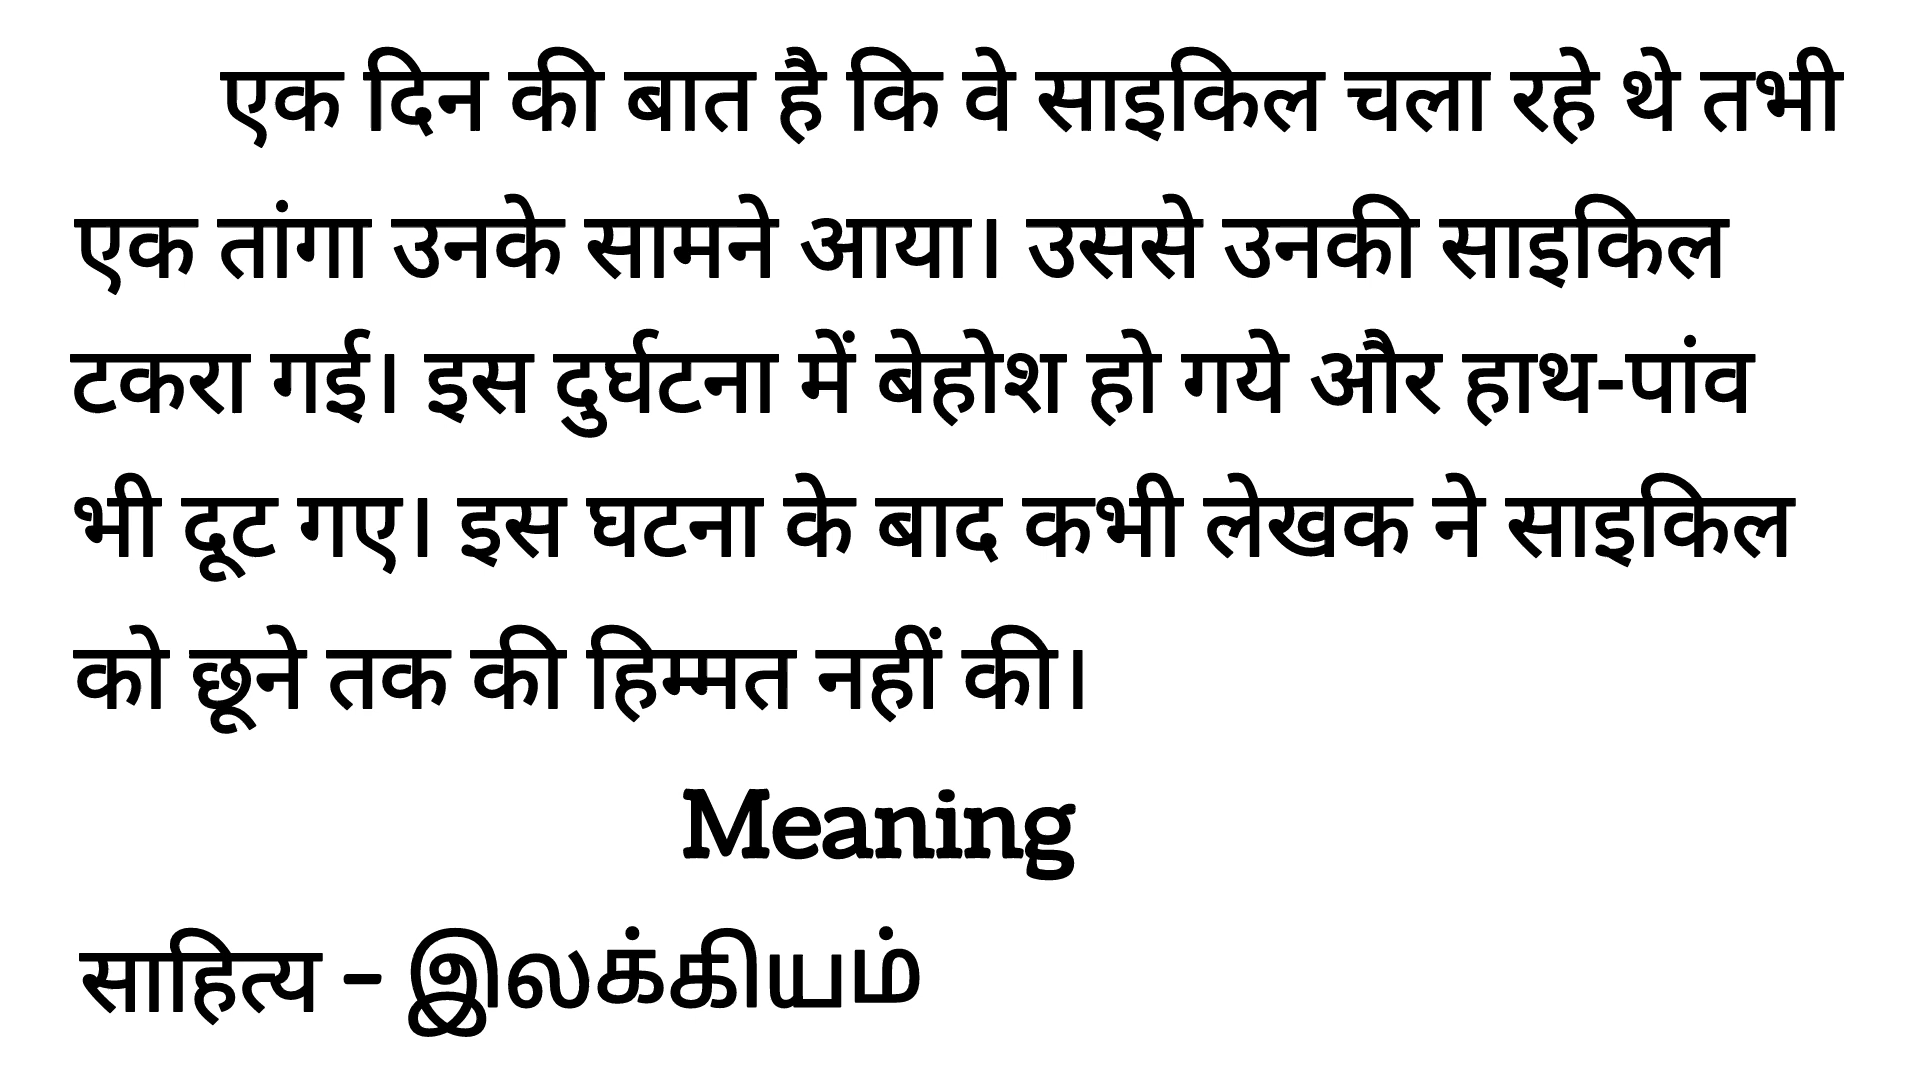 एक दिन की बात है कि वे साइकिल चला रहे थे तभी
एक तांगा उनके सामने आया। उससे उनकी साइकिल
टकरा गई। इस दुर्घटना में बेहोश हो गये और हाथ-पांव
भी दूट गए। इस घटना के बाद कभी लेखक ने साइकिल
को छूने तक की हिम्मत नहीं की।
Meaning
साहित्य - இலக்கியம்